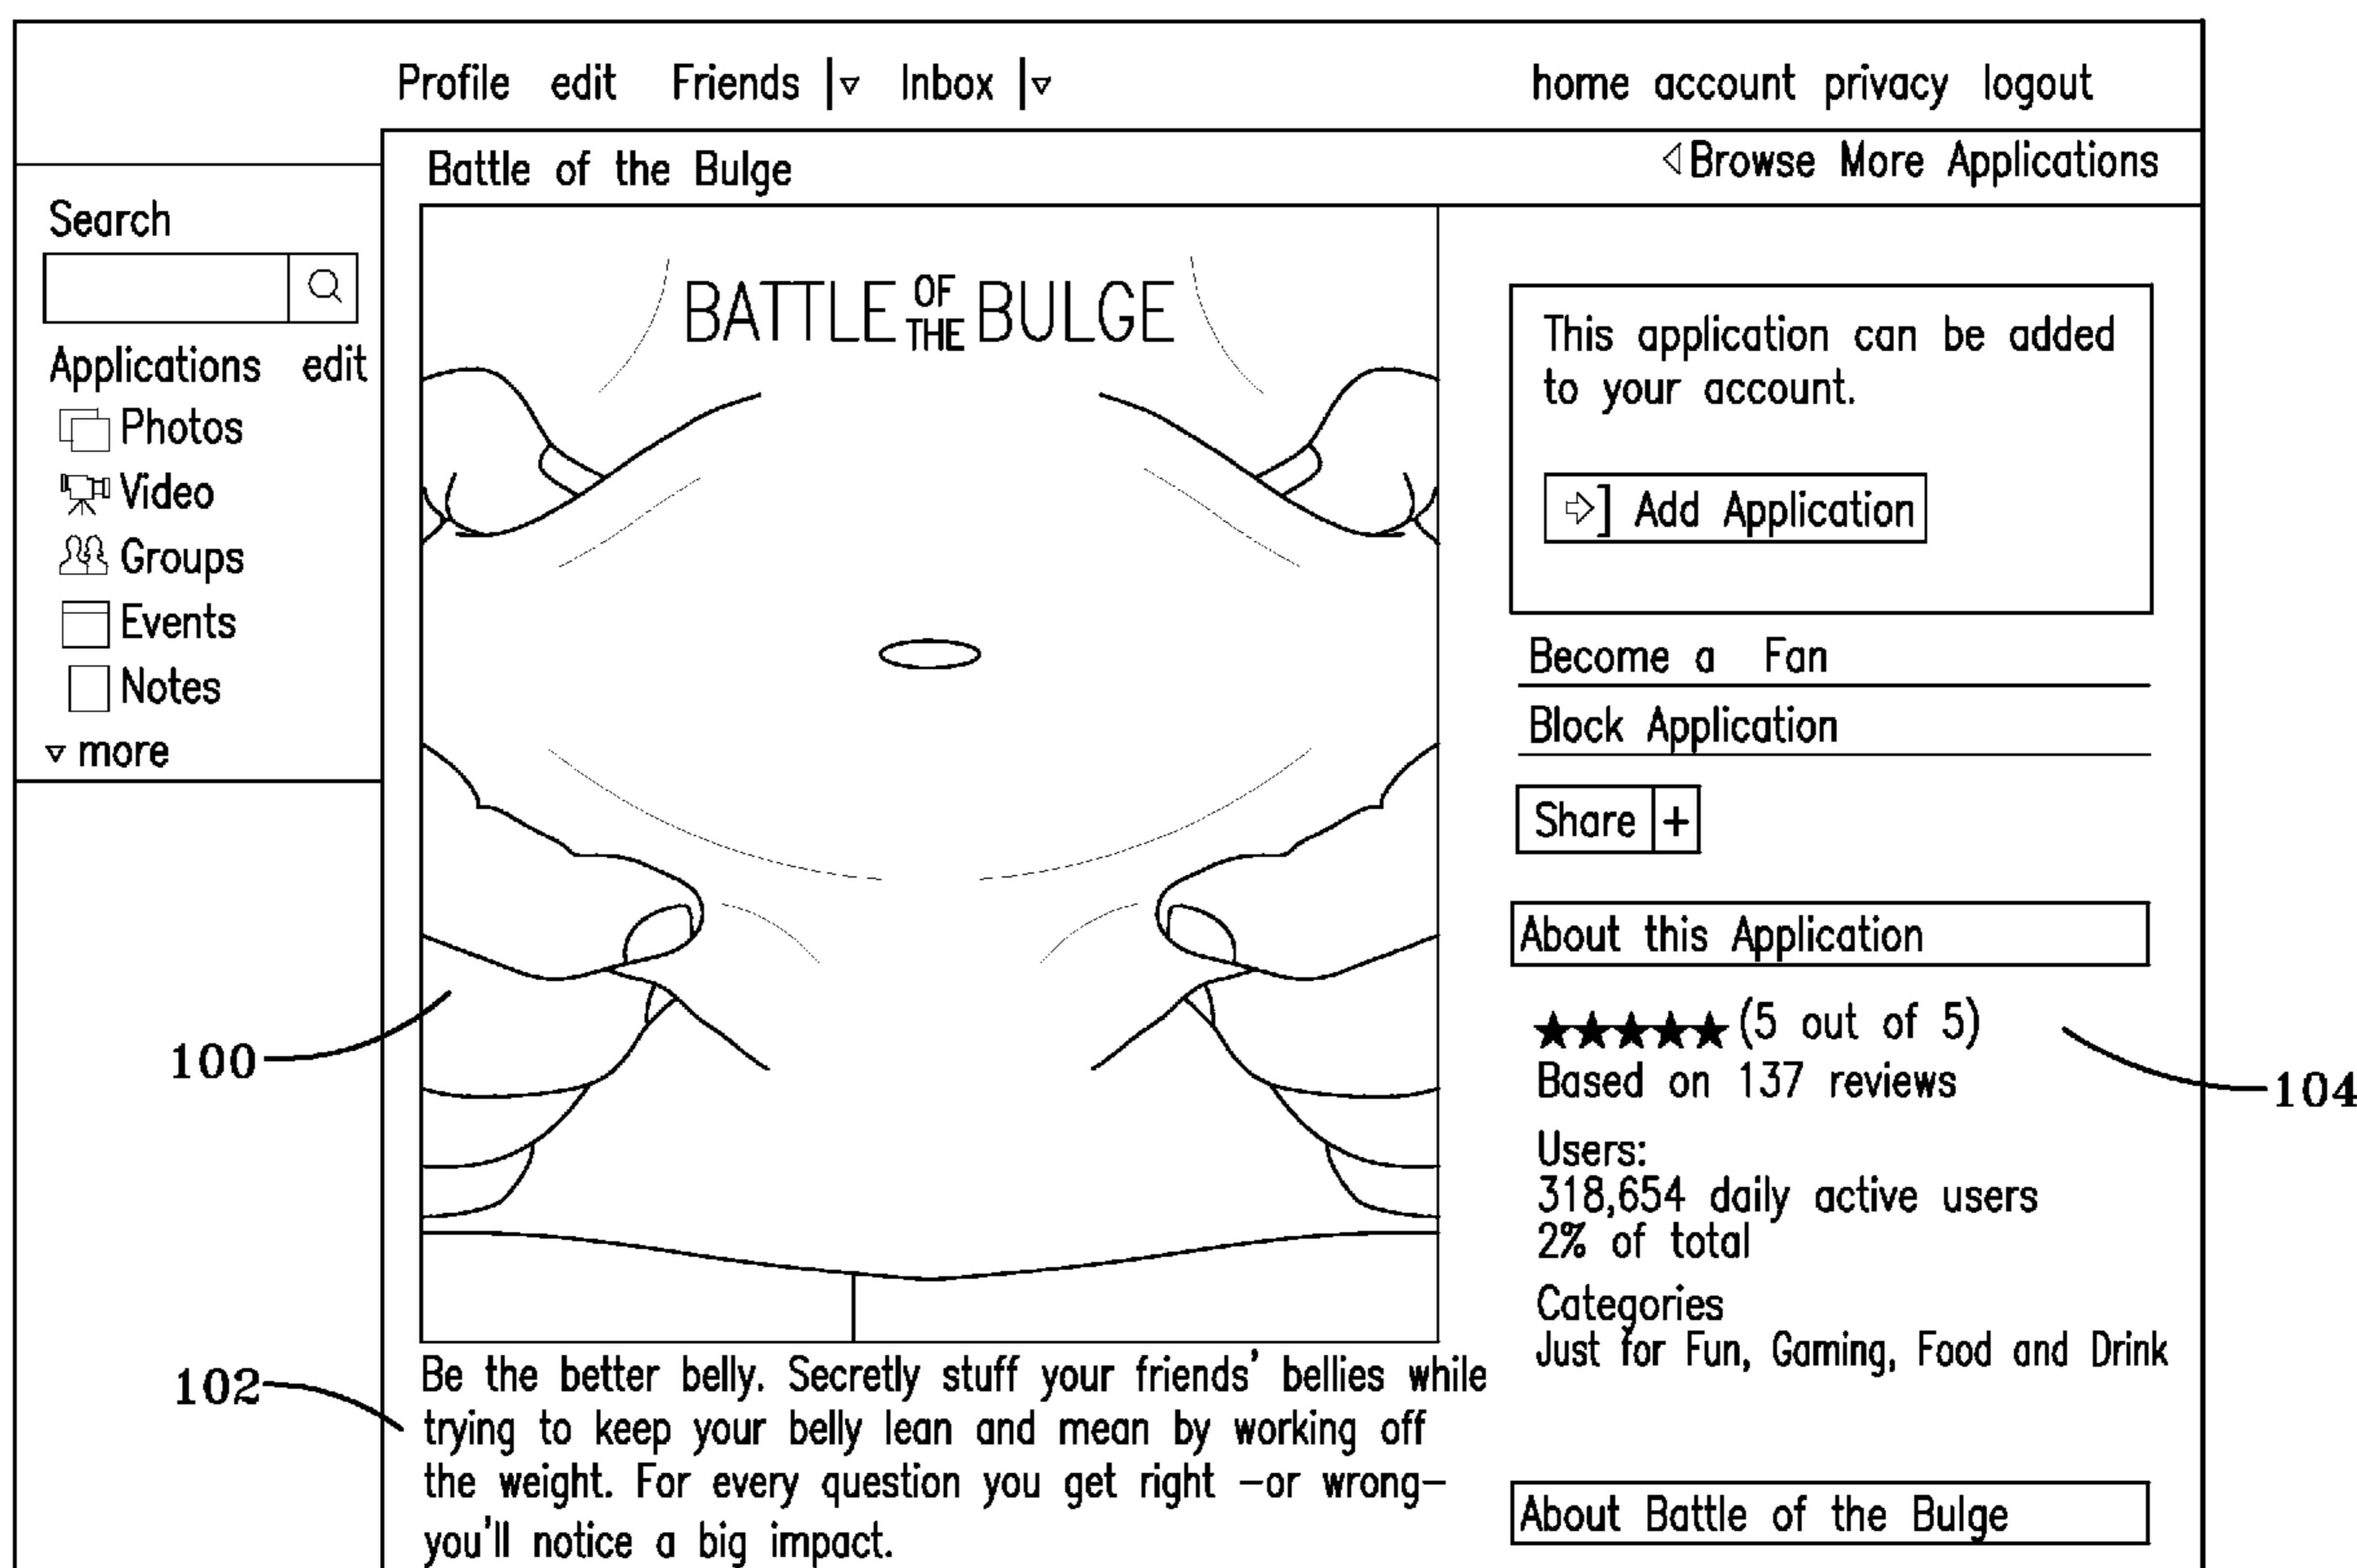 Profile edit Friends Inbox home account privacy logout
Battle of the Bulge
Browse More Applications
Search
Applications edit
Photos
Video
Groups
Events
Notes
more
BATTLE OF THE BULGE
This application can be added
to your account.
Add Application
Become a Fan
Block Application
Share +
About this Application
★★★★★ (5 out of 5)
Based on 137 reviews
Users:
318,654 daily active users
2% of total
Categories
Just for Fun, Gaming, Food and Drink
100
104
102
Be the better belly. Secretly stuff your friends' bellies while
trying to keep your belly lean and mean by working off
the weight. For every question you get right –or wrong–
you'll notice a big impact.
About Battle of the Bulge